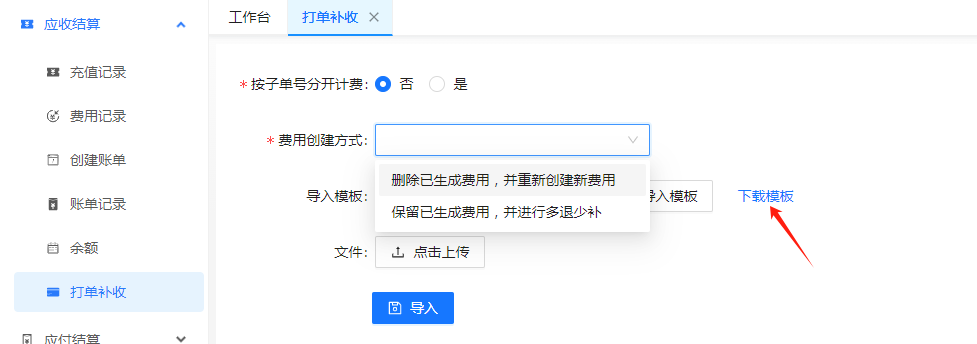 应收结算
充值记录
费用记录
创建账单
账单记录
余额
打单补收
应付结算
工作台
打单补收
* 按子单号分开计费: 否 是
* 费用创建方式:
删除已生成费用，并重新创建新费用
保留已生成费用，并进行多退少补
导入模板: 导入模板 下载模板
文件: 点击上传
导入